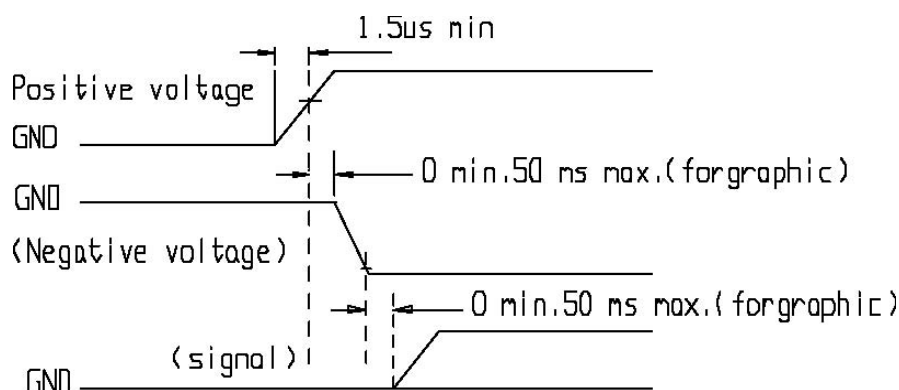 1.5us min
Positive voltage
GND
0 min.50 ms max.(forgraphic)
GND
(Negative voltage)
0 min.50 ms max.(forgraphic)
(signal)
GND